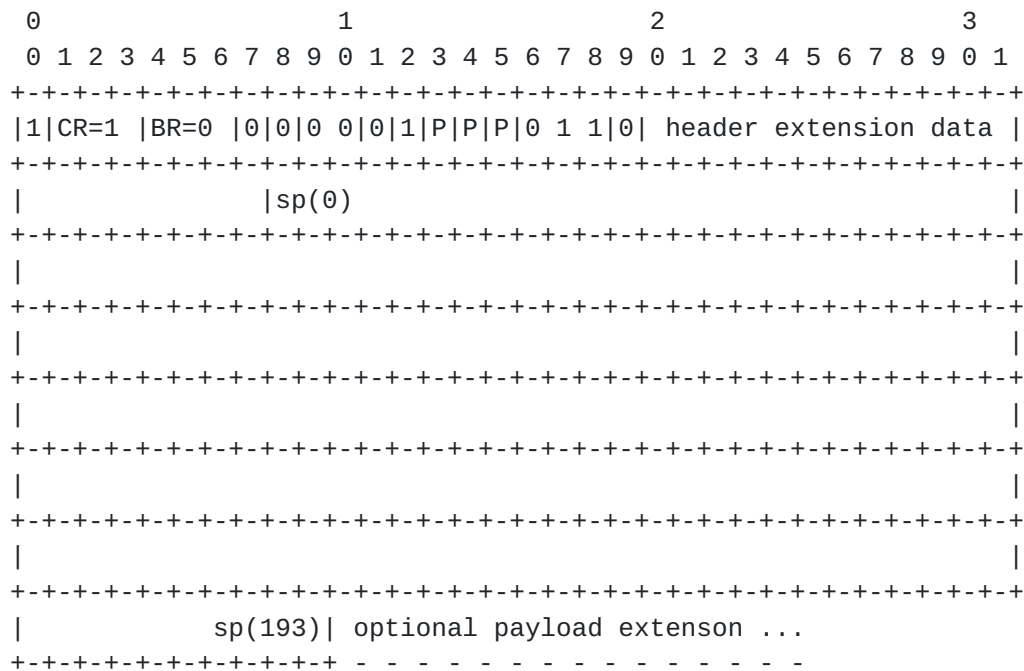 0                   1                   2                   3
 0 1 2 3 4 5 6 7 8 9 0 1 2 3 4 5 6 7 8 9 0 1 2 3 4 5 6 7 8 9 0 1
+-+-+-+-+-+-+-+-+-+-+-+-+-+-+-+-+-+-+-+-+-+-+-+-+-+-+-+-+-+-+-+-+
|1|CR=1 |BR=0 |0|0|0 0|0|1|P|P|P|0 1 1|0| header extension data |
+-+-+-+-+-+-+-+-+-+-+-+-+-+-+-+-+-+-+-+-+-+-+-+-+-+-+-+-+-+-+-+-+
|               |sp(0)                                          |
+-+-+-+-+-+-+-+-+-+-+-+-+-+-+-+-+-+-+-+-+-+-+-+-+-+-+-+-+-+-+-+-+
|                                                               |
+-+-+-+-+-+-+-+-+-+-+-+-+-+-+-+-+-+-+-+-+-+-+-+-+-+-+-+-+-+-+-+-+
|                                                               |
+-+-+-+-+-+-+-+-+-+-+-+-+-+-+-+-+-+-+-+-+-+-+-+-+-+-+-+-+-+-+-+-+
|                                                               |
+-+-+-+-+-+-+-+-+-+-+-+-+-+-+-+-+-+-+-+-+-+-+-+-+-+-+-+-+-+-+-+-+
|                                                               |
+-+-+-+-+-+-+-+-+-+-+-+-+-+-+-+-+-+-+-+-+-+-+-+-+-+-+-+-+-+-+-+-+
|                                                               |
+-+-+-+-+-+-+-+-+-+-+-+-+-+-+-+-+-+-+-+-+-+-+-+-+-+-+-+-+-+-+-+-+
|            sp(193)| optional payload extenson ...
+-+-+-+-+-+-+-+-+-+-+ - - - - - - - - - - - - - - -